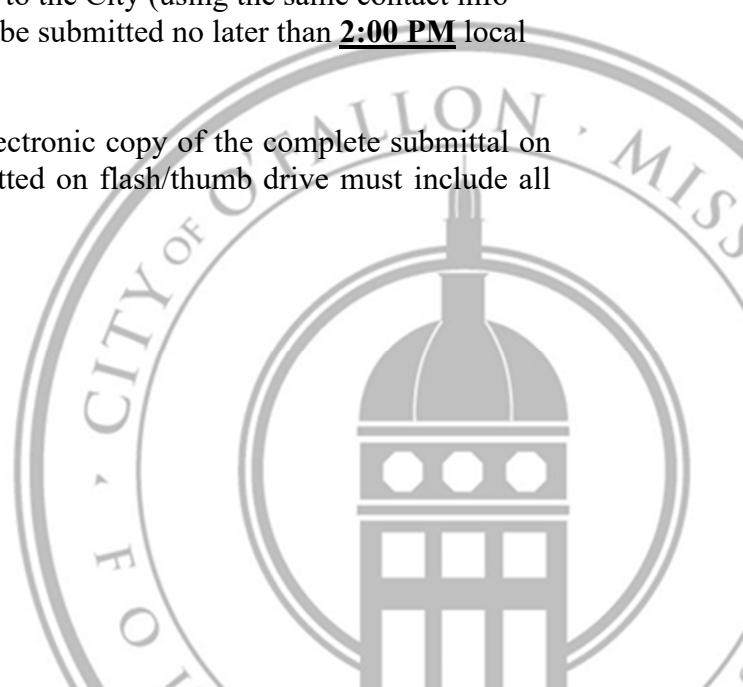 to the City (using the same contact info
be submitted no later than 2:00 PM local
ectronic copy of the complete submittal on
tted on flash/thumb drive must include all
CITY OF O'FALLON · MISS